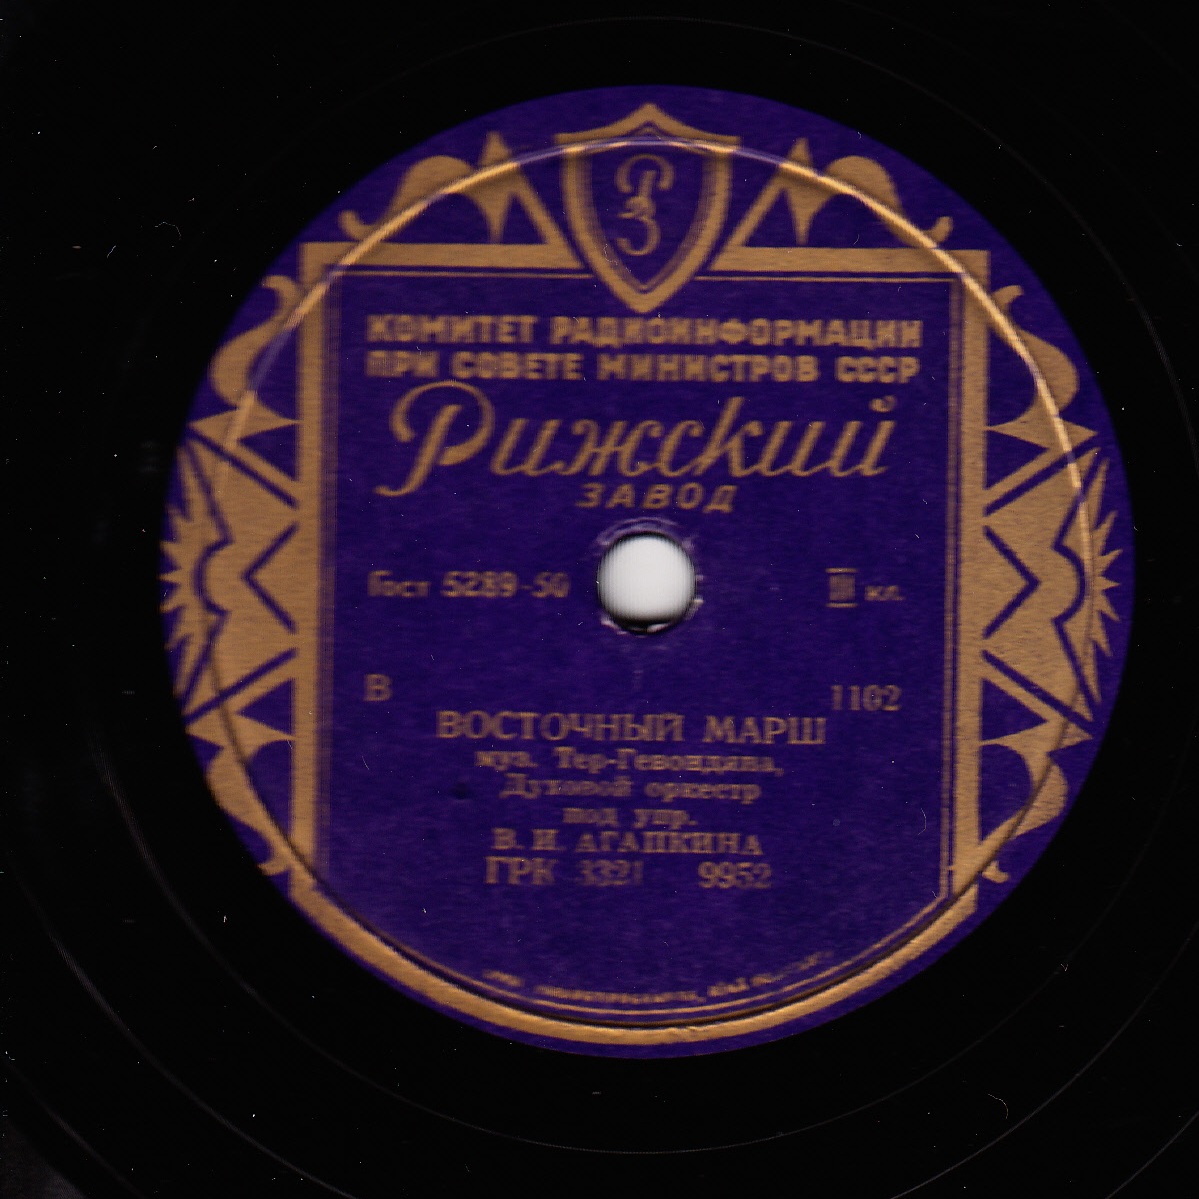 РЗ
КОМИТЕТ РАДИОИНФОРМАЦИИ
ПРИ СОВЕТЕ МИНИСТРОВ СССР
Рижский
ЗАВОД
Гост 5289-50 III кл.
В 1102
ВОСТОЧНЫЙ МАРШ
муз. Тер-Гевондяна,
Духовой оркестр
под упр.
В. И. АГАПКИНА
ГРК 3321 9952